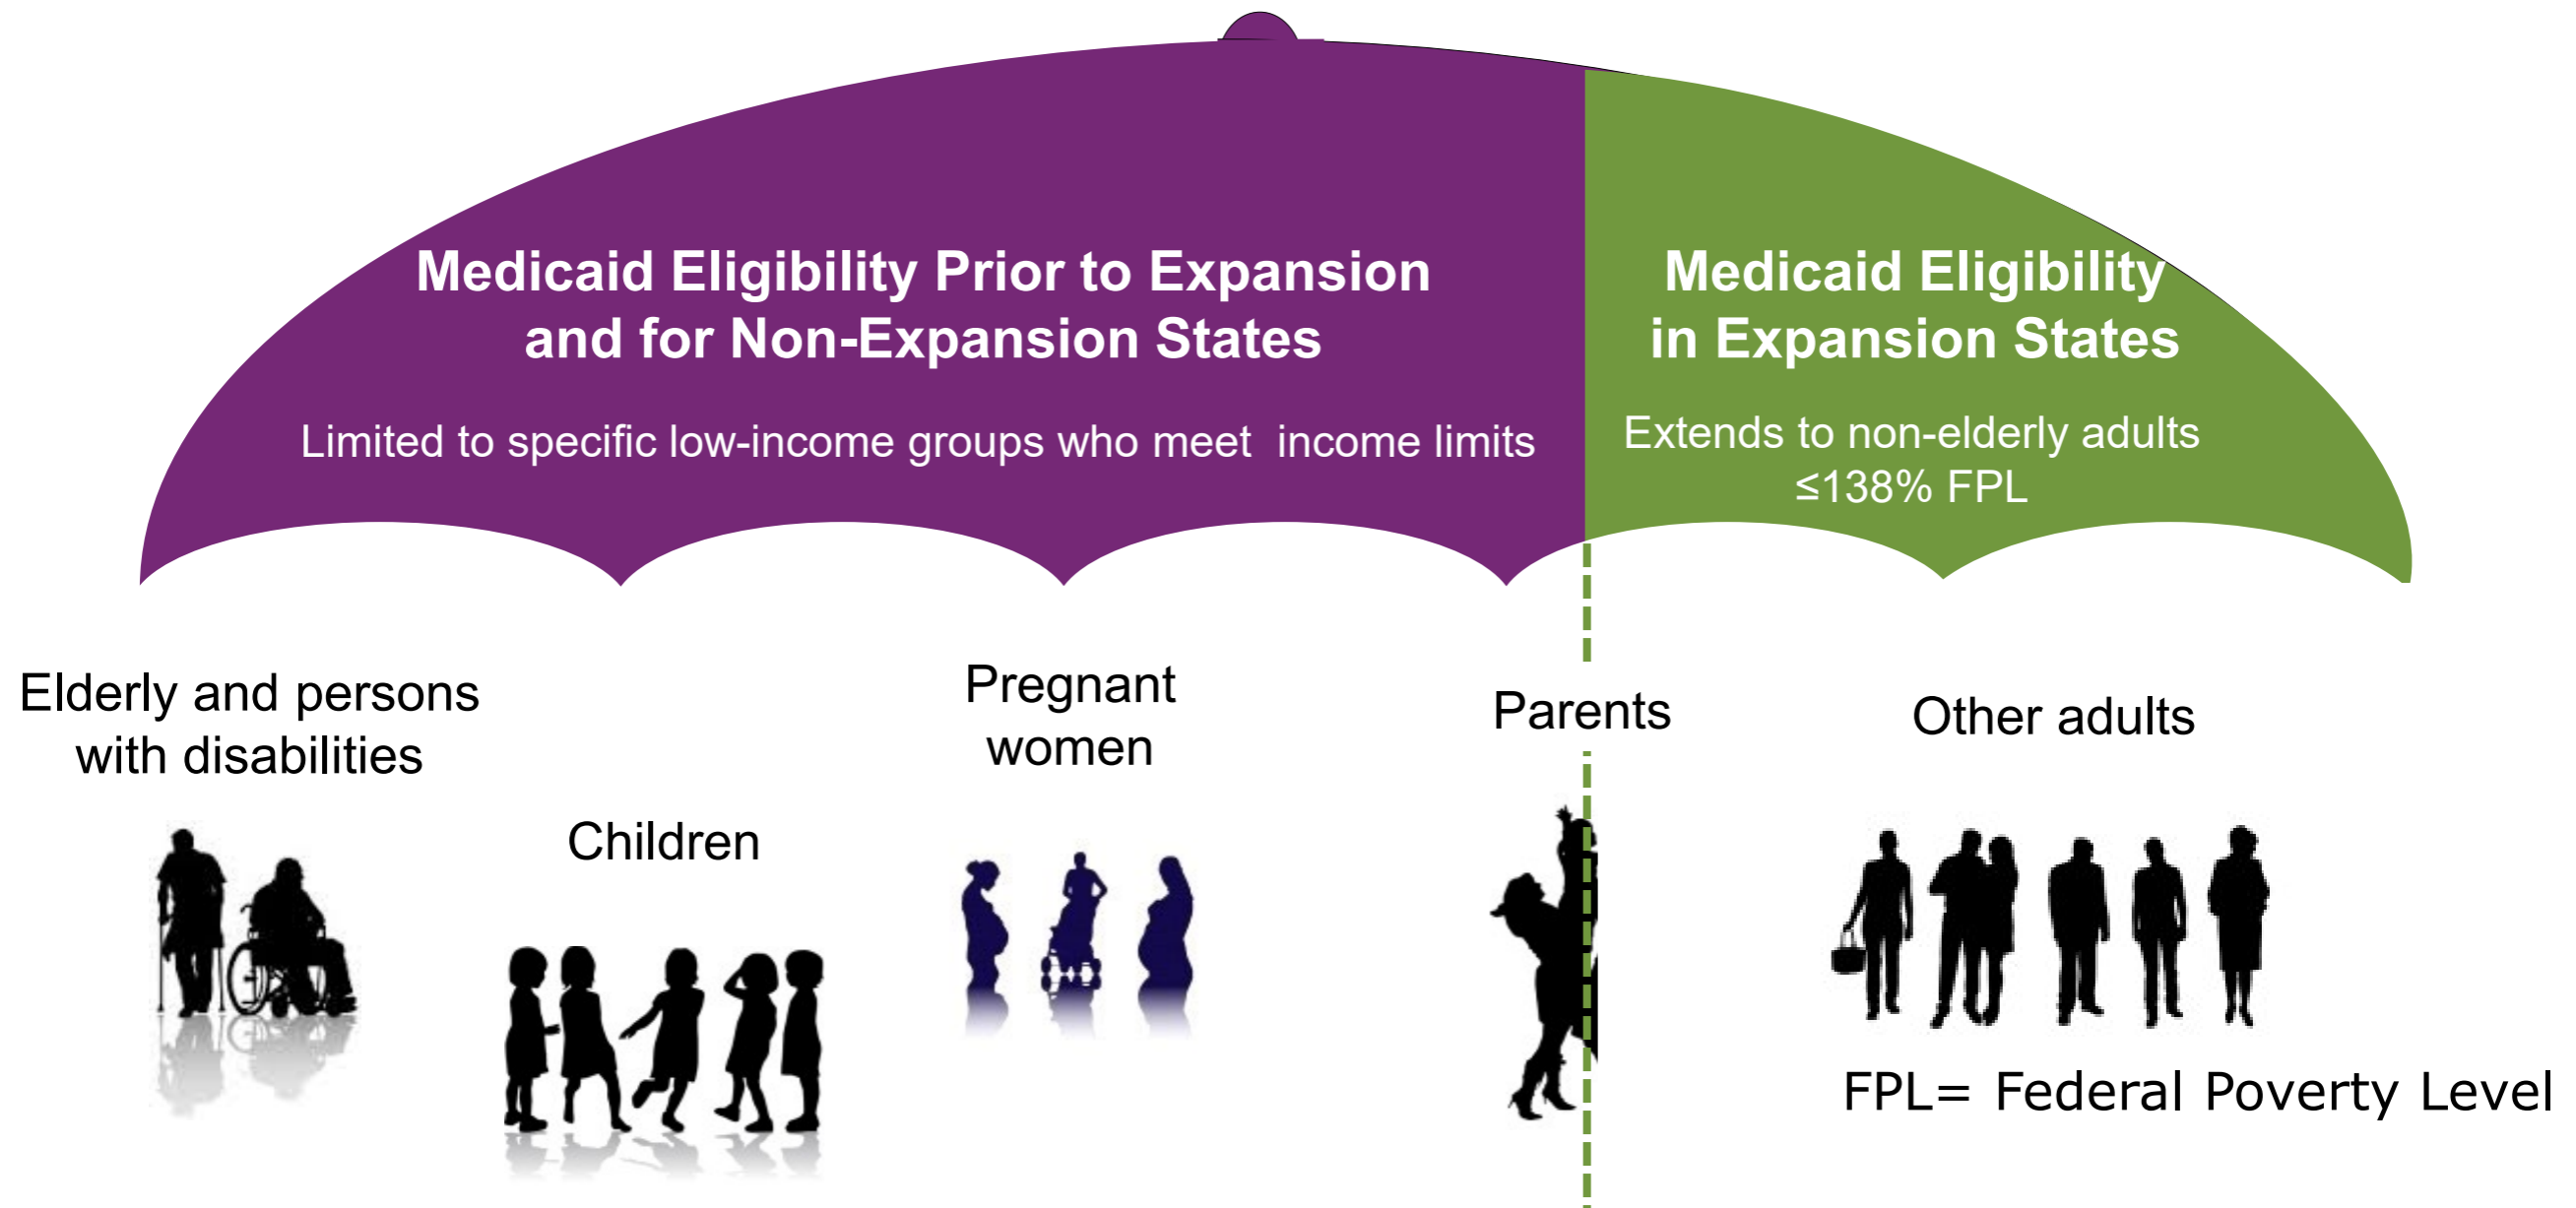 Medicaid Eligibility Prior to Expansion
and for Non-Expansion States
Limited to specific low-income groups who meet  income limits
Medicaid Eligibility
in Expansion States
Extends to non-elderly adults
≤138% FPL
Elderly and persons
with disabilities
Children
Pregnant
women
Parents
Other adults
FPL= Federal Poverty Level